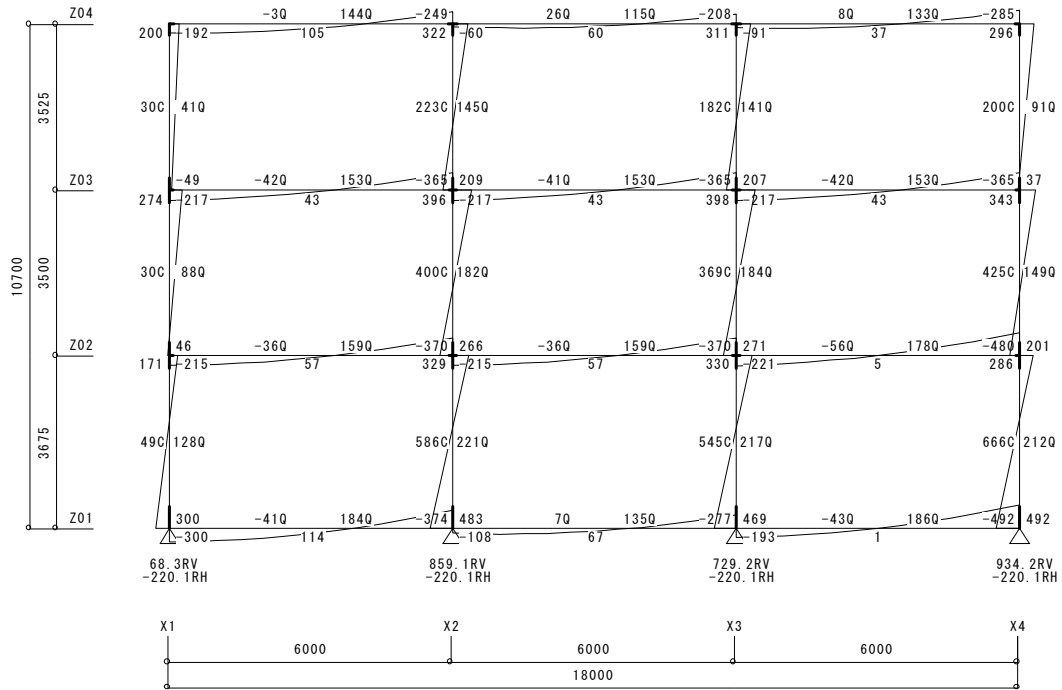 Z04 -3Q 144Q -249 26Q 115Q -208 8Q 133Q -285
200 -192 105 322 -60 60 311 -91 37 296
3525 30C 41Q 223C 145Q 182C 141Q 200C 91Q
Z03 -49 -42Q 153Q -365 209 -41Q 153Q -365 207 -42Q 153Q -365 37
274 -217 43 396 -217 43 398 -217 43 343
10700 3500 30C 88Q 400C 182Q 369C 184Q 425C 149Q
Z02 46 -36Q 159Q -370 266 -36Q 159Q -370 271 -56Q 178Q -480 201
171 -215 57 329 -215 57 330 -221 5 286
3675 49C 128Q 586C 221Q 545C 217Q 666C 212Q
Z01 300 -41Q 184Q -374 483 7Q 135Q -277 469 -43Q 186Q -492 492
-300 114 -108 67 -193 1
68.3RV 859.1RV 729.2RV 934.2RV
-220.1RH -220.1RH -220.1RH -220.1RH
X1 X2 X3 X4
6000 6000 6000
18000